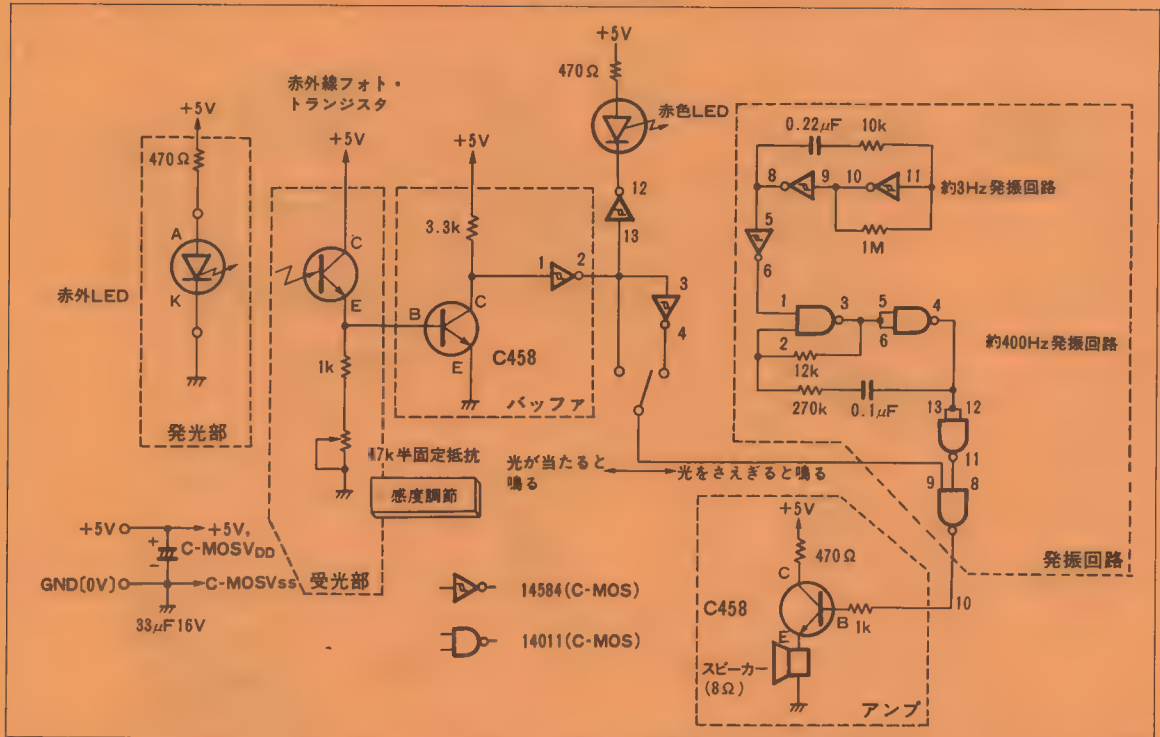 +5V
470Ω
A
K
赤外LED
発光部
赤外線フォト・
トランジスタ
+5V
C
E
1k
47k半固定抵抗
感度調節
受光部
+5V
3.3k
B
C
E
C458
1
2
バッファ
+5V
470Ω
赤色LED
12
13
3
4
光が当たると
鳴る
光をさえぎると鳴る
0.22μF
10k
8
9
10
11
1M
約3Hz発振回路
5
6
1
2
3
5
6
4
12k
270k
0.1μF
約400Hz発振回路
13
12
11
9
8
10
発振回路
+5V
470Ω
C
C458
B
1k
E
スピーカー
(8Ω)
アンプ
+5V
+5V,
C-MOSVDD
+
-
GND[0V]
C-MOSVSS
33μF16V
14584(C-MOS)
14011(C-MOS)